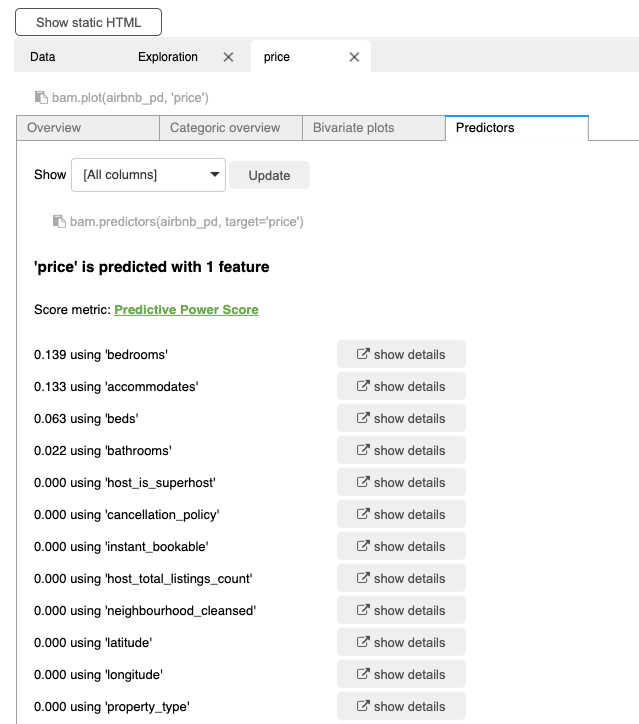 Show static HTML
Data Exploration × price ×
bam.plot(airbnb_pd, 'price')
Overview Categoric overview Bivariate plots Predictors
Show [All columns] Update
bam.predictors(airbnb_pd, target='price')
'price' is predicted with 1 feature
Score metric: Predictive Power Score
0.139 using 'bedrooms' show details
0.133 using 'accommodates' show details
0.063 using 'beds' show details
0.022 using 'bathrooms' show details
0.000 using 'host_is_superhost' show details
0.000 using 'cancellation_policy' show details
0.000 using 'instant_bookable' show details
0.000 using 'host_total_listings_count' show details
0.000 using 'neighbourhood_cleansed' show details
0.000 using 'latitude' show details
0.000 using 'longitude' show details
0.000 using 'property_type' show details